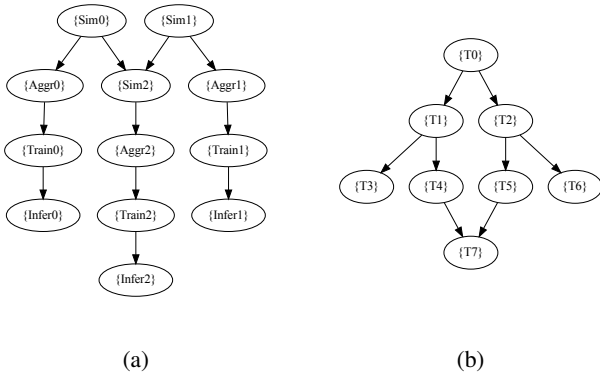 {Sim0} {Sim1}
{Aggr0} {Sim2} {Aggr1}
{Train0} {Aggr2} {Train1}
{Infer0} {Train2} {Infer1}
{Infer2}
(a)
{T0}
{T1} {T2}
{T3} {T4} {T5} {T6}
{T7}
(b)